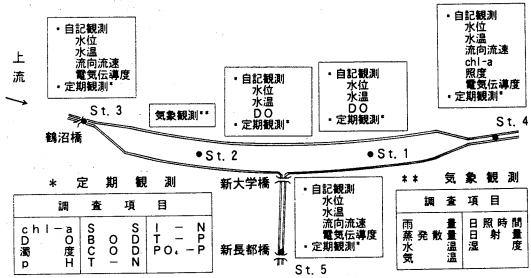 ・自記観測
水位
水温
流向流速
電気伝導度
・定期観測*
・自記観測
水位
水温
流向流速
chl-a
照度
電気伝導度
・定期観測*
・自記観測
水位
水温
DO
・定期観測*
・自記観測
水位
水温
DO
・定期観測*
上流
St. 3
気象観測**
St. 4
鶴沼橋
St. 2
St. 1
新大学橋
・自記観測
水位
水温
流向流速
電気伝導度
・定期観測*
新長都橋
St. 5
* 定期観測
調査項目
chl-a SS I-N
DO BOD T-P
濁度 COD PO₄-P
pH T-N
** 気象観測
調査項目
雨量 日照時間
蒸発散量 日射量
水温 湿度
気温